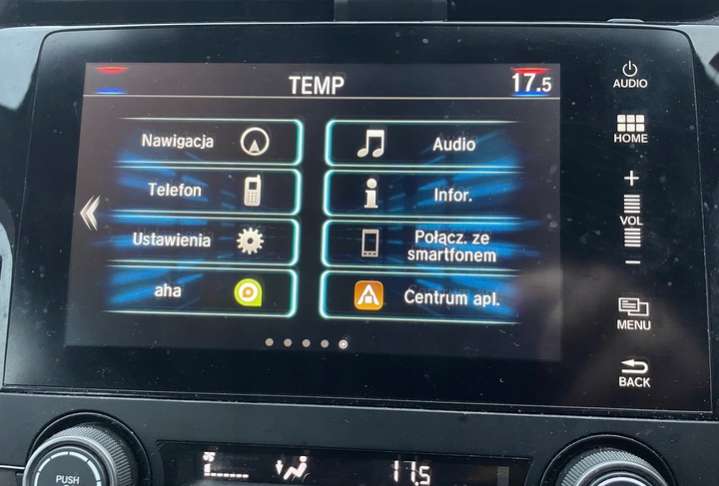 TEMP
17.5
Nawigacja
Audio
Telefon
Infor.
Ustawienia
Połącz. ze
smartfonem
aha
Centrum apl.
AUDIO
HOME
+
VOL
−
MENU
BACK
PUSH
17.5